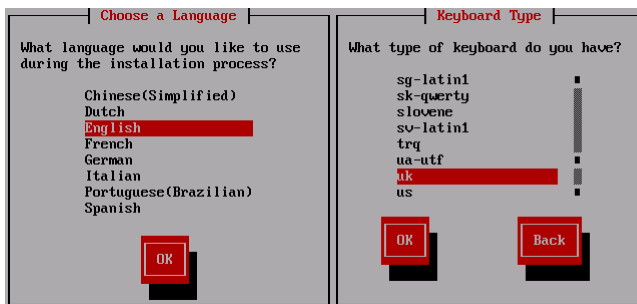 Choose a Language
What language would you like to use
during the installation process?
Chinese(Simplified)
Dutch
English
French
German
Italian
Portuguese(Brazilian)
Spanish
OK
Keyboard Type
What type of keyboard do you have?
sg-latin1
sk-qwerty
slovene
sv-latin1
trq
ua-utf
uk
us
OK
Back